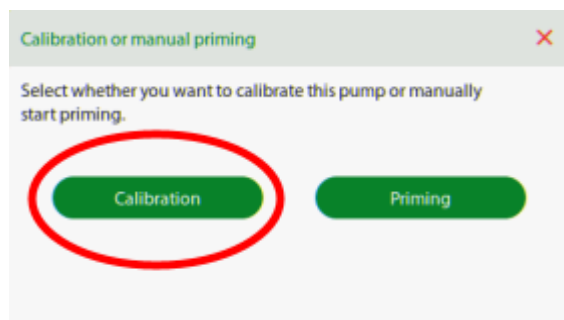 Calibration or manual priming
Select whether you want to calibrate this pump or manually
start priming.
Calibration
Priming